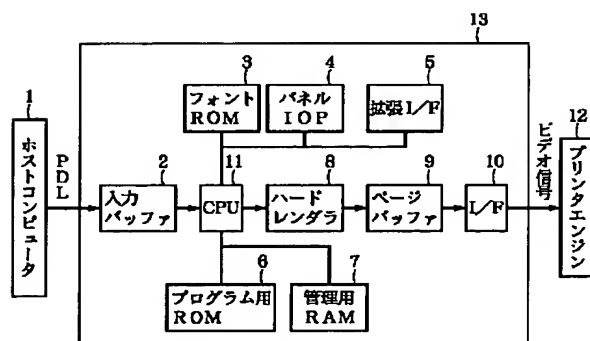 13
3
4
5
フォント
ROM
パネル
IOP
拡張I/F
1
ホストコンピュータ
PDL
2
入力
バッファ
11
CPU
8
ハード
レンダラ
9
ページ
バッファ
10
I/F
ビデオ信号
12
プリンタエンジン
6
プログラム用
ROM
7
管理用
RAM